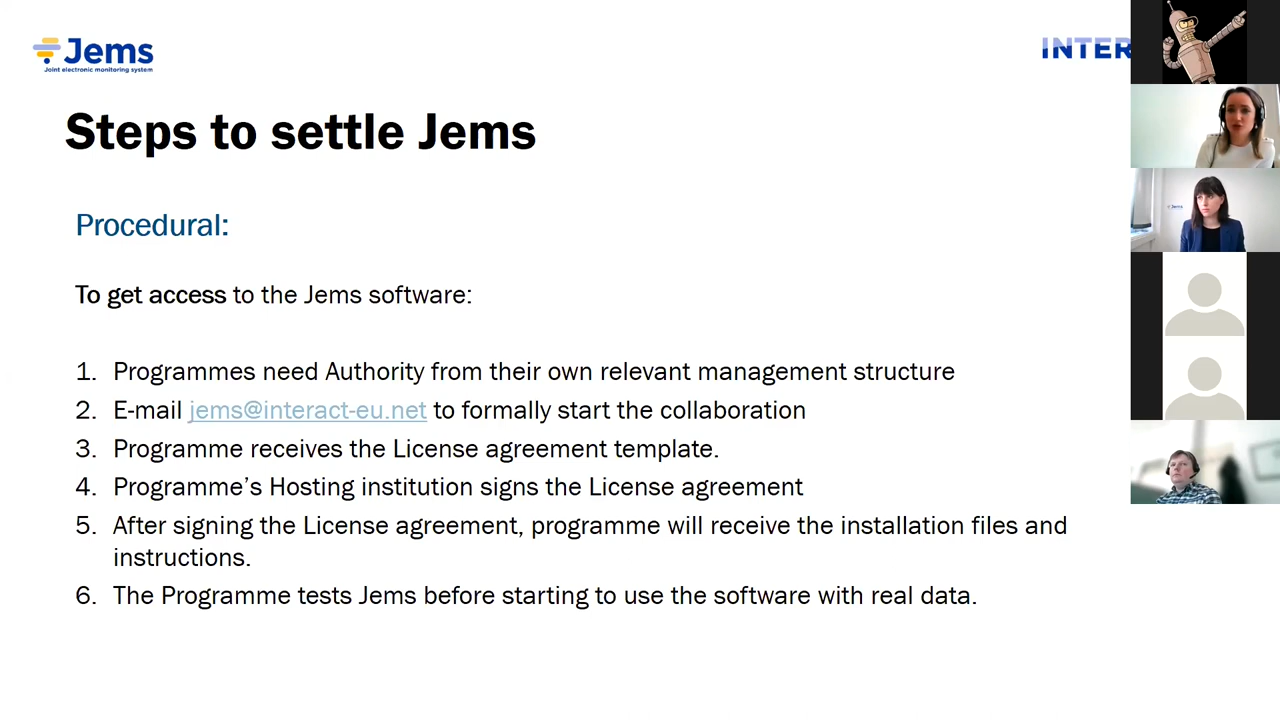 Jems
Joint electronic monitoring system
INTER
Steps to settle Jems
Jems
Procedural:
To get access to the Jems software:
1. Programmes need Authority from their own relevant management structure
2. E-mail jems@interact-eu.net to formally start the collaboration
3. Programme receives the License agreement template.
4. Programme’s Hosting institution signs the License agreement
5. After signing the License agreement, programme will receive the installation files and
instructions.
6. The Programme tests Jems before starting to use the software with real data.